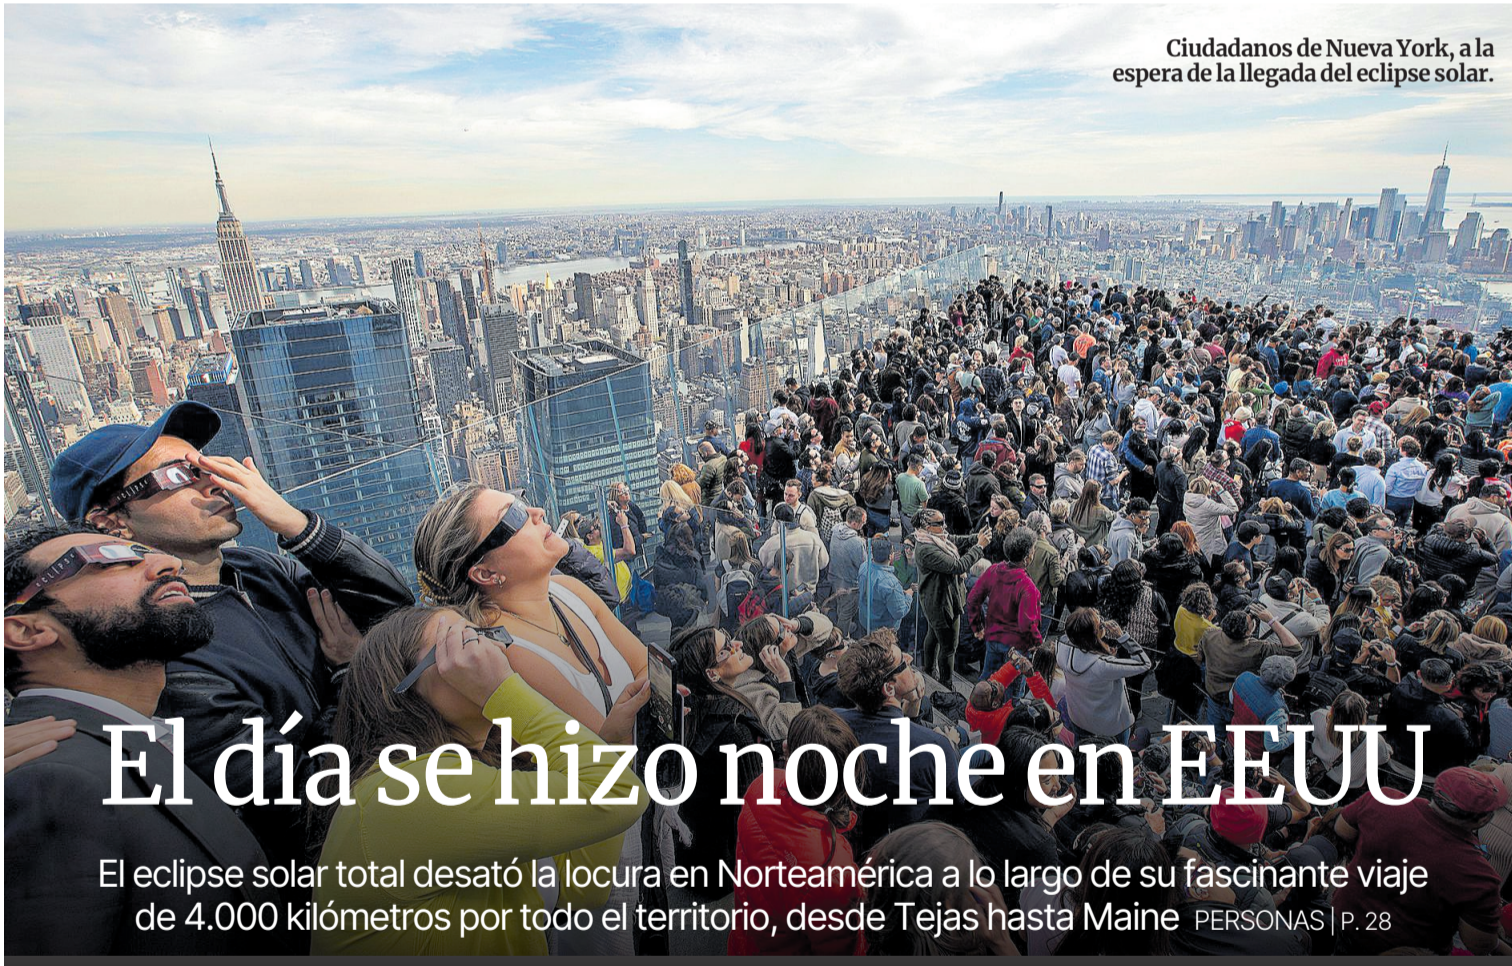 Ciudadanos de Nueva York, a la
espera de la llegada del eclipse solar.
ECLIPSE
ECLIPSE
El día se hizo noche en EEUU
El eclipse solar total desató la locura en Norteamérica a lo largo de su fascinante viaje
de 4.000 kilómetros por todo el territorio, desde Tejas hasta Maine PERSONAS | P. 28